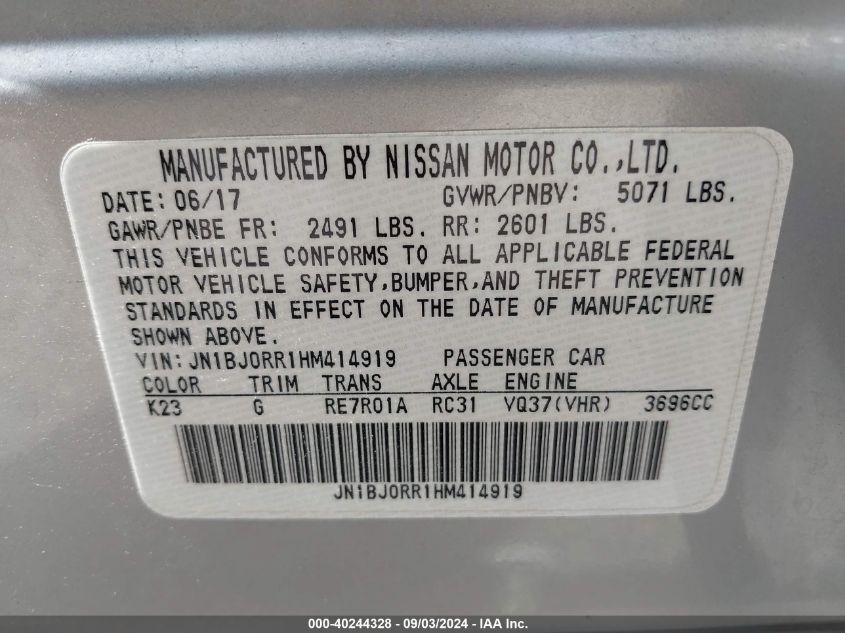 MANUFACTURED BY NISSAN MOTOR CO.,LTD.
DATE: 06/17 GVWR/PNBV: 5071 LBS.
GAWR/PNBE FR: 2491 LBS. RR: 2601 LBS.
THIS VEHICLE CONFORMS TO ALL APPLICABLE FEDERAL
MOTOR VEHICLE SAFETY,BUMPER,AND THEFT PREVENTION
STANDARDS IN EFFECT ON THE DATE OF MANUFACTURE
SHOWN ABOVE.
VIN:JN1BJ0RR1HM414919 PASSENGER CAR
COLOR TRIM TRANS AXLE ENGINE
K23 G RE7R01A RC31 VQ37(VHR) 3696CC
JN1BJ0RR1HM414919
000-40244328 - 09/03/2024 - IAA Inc.